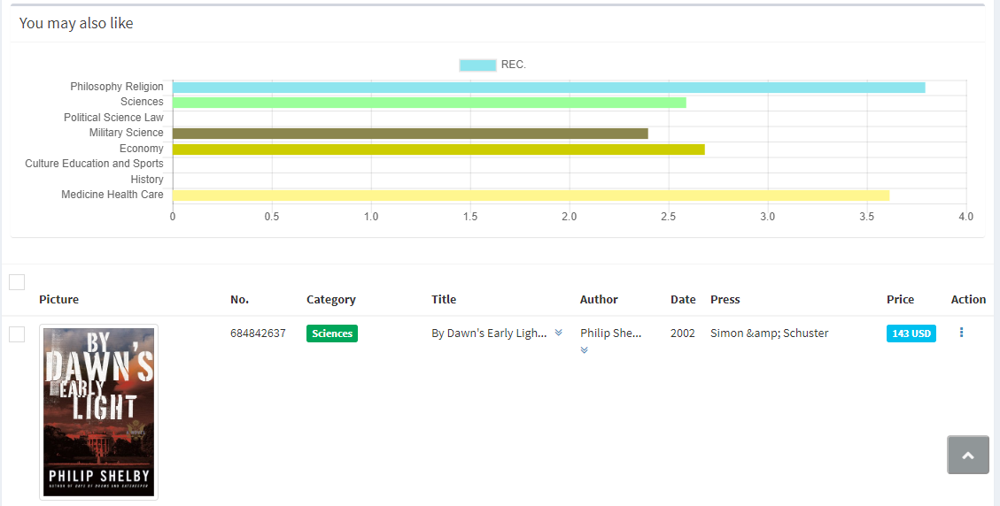 You may also like
REC.
Philosophy Religion
Sciences
Political Science Law
Military Science
Economy
Culture Education and Sports
History
Medicine Health Care
0 0.5 1.0 1.5 2.0 2.5 3.0 3.5 4.0
Picture No. Category Title Author Date Press Price Action
684842637 Sciences By Dawn's Early Ligh... Philip She... 2002 Simon &amp; Schuster 143 USD
BY
DAWN'S
EARLY
LIGHT
PHILIP SHELBY